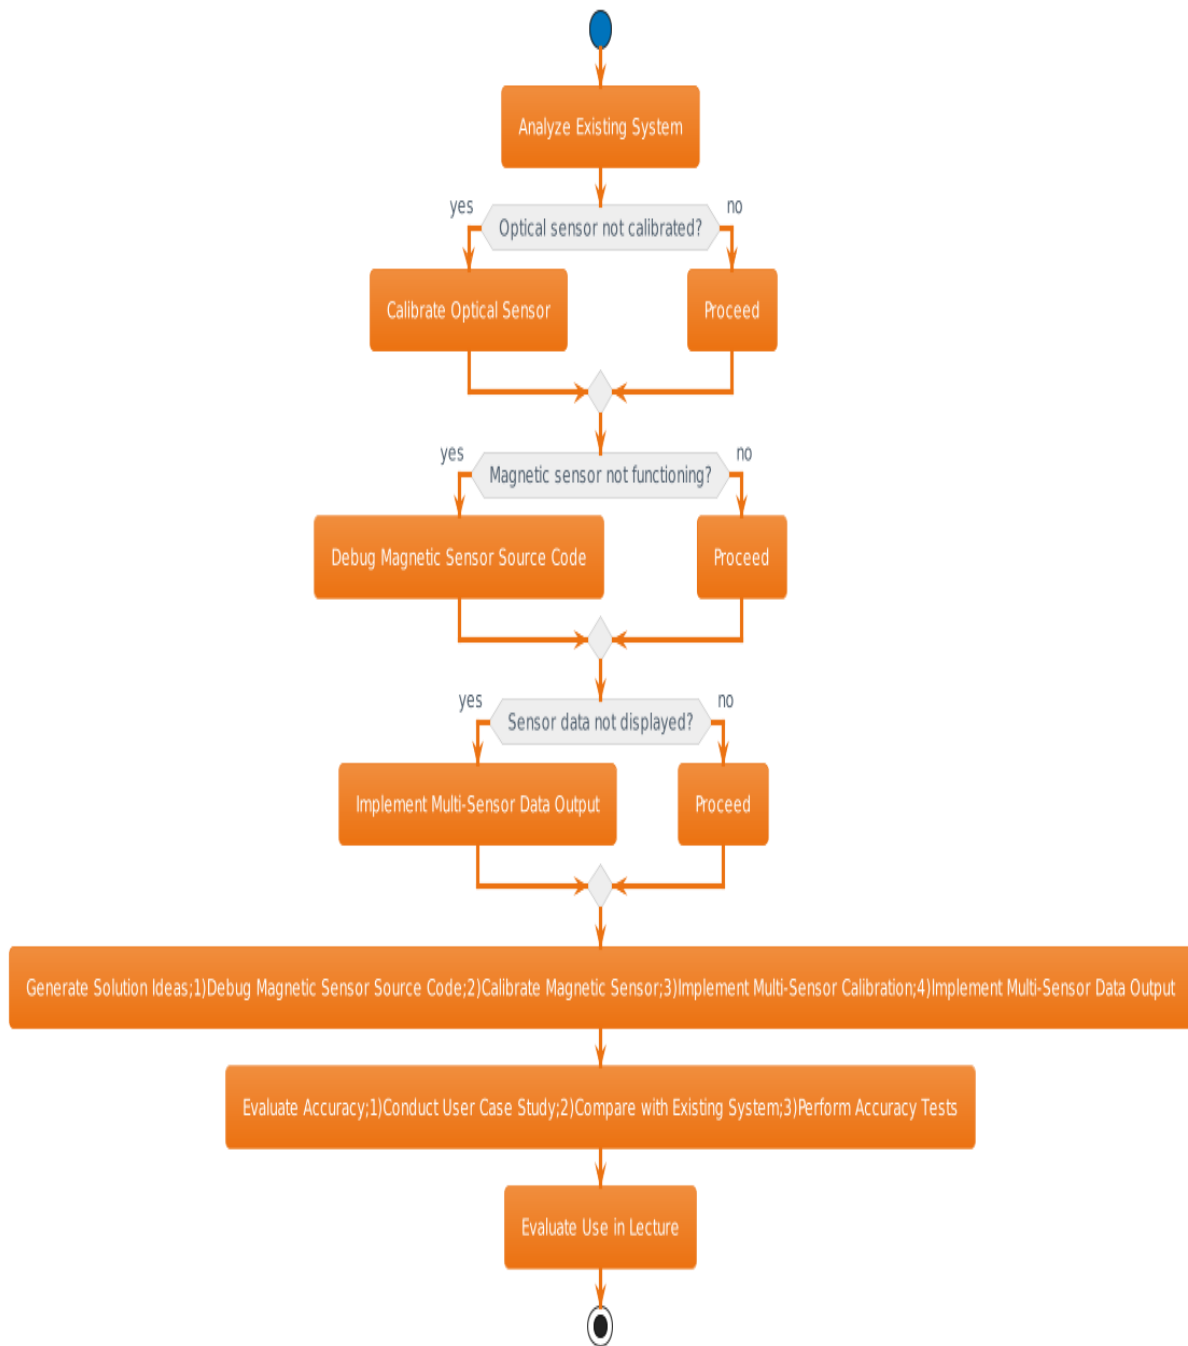 Analyze Existing System
yes
no
Optical sensor not calibrated?
Calibrate Optical Sensor
Proceed
yes
no
Magnetic sensor not functioning?
Debug Magnetic Sensor Source Code
Proceed
yes
no
Sensor data not displayed?
Implement Multi-Sensor Data Output
Proceed
Generate Solution Ideas;1)Debug Magnetic Sensor Source Code;2)Calibrate Magnetic Sensor;3)Implement Multi-Sensor Calibration;4)Implement Multi-Sensor Data Output
Evaluate Accuracy;1)Conduct User Case Study;2)Compare with Existing System;3)Perform Accuracy Tests
Evaluate Use in Lecture